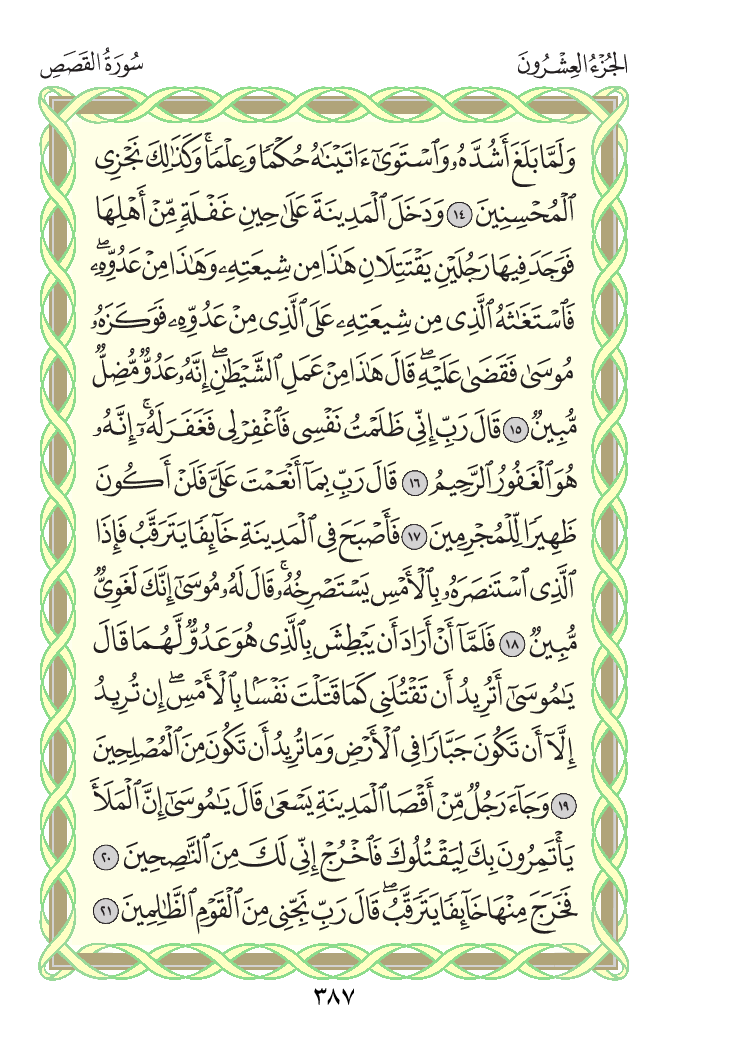 الجُزْءُ العِشْرُونَ
سُورَةُ القَصَصِ
وَلَمَّا بَلَغَ أَشُدَّهُۥ وَٱسْتَوَىٰٓ ءَاتَيْنَٰهُ حُكْمًا وَعِلْمًاۚ وَكَذَٰلِكَ نَجْزِى
ٱلْمُحْسِنِينَ ١٤ وَدَخَلَ ٱلْمَدِينَةَ عَلَىٰ حِينِ غَفْلَةٍ مِّنْ أَهْلِهَا
فَوَجَدَ فِيهَا رَجُلَيْنِ يَقْتَتِلَانِ هَٰذَا مِن شِيعَتِهِۦ وَهَٰذَا مِنْ عَدُوِّهِۦۖ
فَٱسْتَغَٰثَهُ ٱلَّذِى مِن شِيعَتِهِۦ عَلَى ٱلَّذِى مِنْ عَدُوِّهِۦ فَوَكَزَهُۥ
مُوسَىٰ فَقَضَىٰ عَلَيْهِۖ قَالَ هَٰذَا مِنْ عَمَلِ ٱلشَّيْطَٰنِۖ إِنَّهُۥ عَدُوٌّ مُّضِلٌّ
مُّبِينٌ ١٥ قَالَ رَبِّ إِنِّى ظَلَمْتُ نَفْسِى فَٱغْفِرْ لِى فَغَفَرَ لَهُۥٓۚ إِنَّهُۥ
هُوَ ٱلْغَفُورُ ٱلرَّحِيمُ ١٦ قَالَ رَبِّ بِمَآ أَنْعَمْتَ عَلَىَّ فَلَنْ أَكُونَ
ظَهِيرًا لِّلْمُجْرِمِينَ ١٧ فَأَصْبَحَ فِى ٱلْمَدِينَةِ خَآئِفًا يَتَرَقَّبُ فَإِذَا
ٱلَّذِى ٱسْتَنصَرَهُۥ بِٱلْأَمْسِ يَسْتَصْرِخُهُۥۚ قَالَ لَهُۥ مُوسَىٰٓ إِنَّكَ لَغَوِىٌّ
مُّبِينٌ ١٨ فَلَمَّآ أَنْ أَرَادَ أَن يَبْطِشَ بِٱلَّذِى هُوَ عَدُوٌّ لَّهُمَا قَالَ
يَٰمُوسَىٰٓ أَتُرِيدُ أَن تَقْتُلَنِى كَمَا قَتَلْتَ نَفْسًۢا بِٱلْأَمْسِۖ إِن تُرِيدُ
إِلَّآ أَن تَكُونَ جَبَّارًا فِى ٱلْأَرْضِ وَمَا تُرِيدُ أَن تَكُونَ مِنَ ٱلْمُصْلِحِينَ
١٩ وَجَآءَ رَجُلٌ مِّنْ أَقْصَا ٱلْمَدِينَةِ يَسْعَىٰ قَالَ يَٰمُوسَىٰٓ إِنَّ ٱلْمَلَأَ
يَأْتَمِرُونَ بِكَ لِيَقْتُلُوكَ فَٱخْرُجْ إِنِّى لَكَ مِنَ ٱلنَّٰصِحِينَ ٢٠
فَخَرَجَ مِنْهَا خَآئِفًا يَتَرَقَّبُۖ قَالَ رَبِّ نَجِّنِى مِنَ ٱلْقَوْمِ ٱلظَّٰلِمِينَ ٢١
٣٨٧